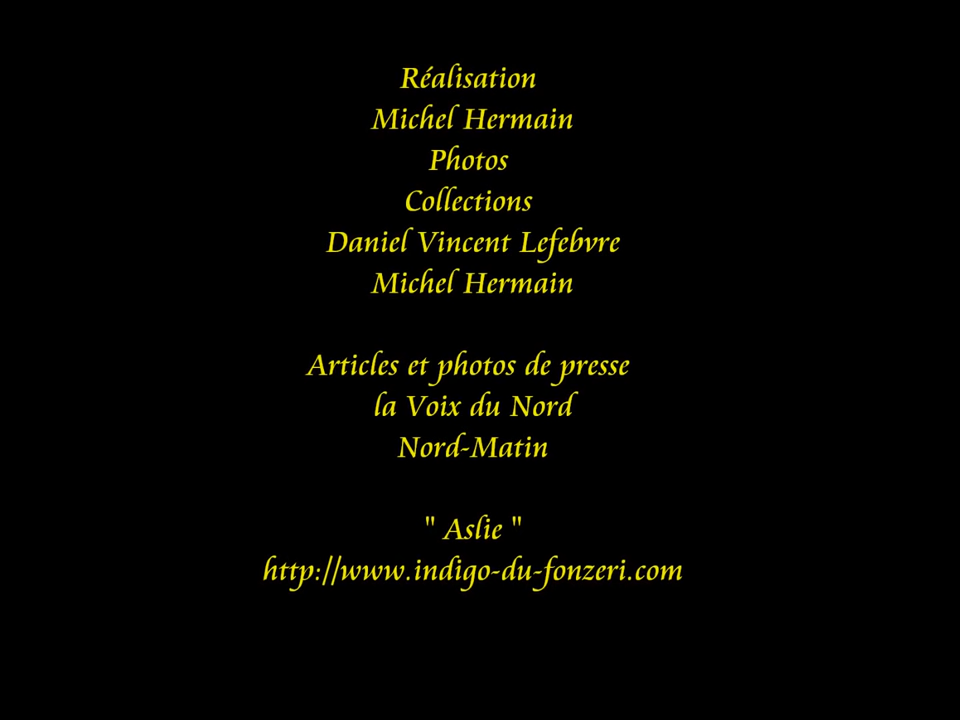 Réalisation
Michel Hermain
Photos
Collections
Daniel Vincent Lefebvre
Michel Hermain
Articles et photos de presse
la Voix du Nord
Nord-Matin
" Aslie "
http://www.indigo-du-fonzeri.com